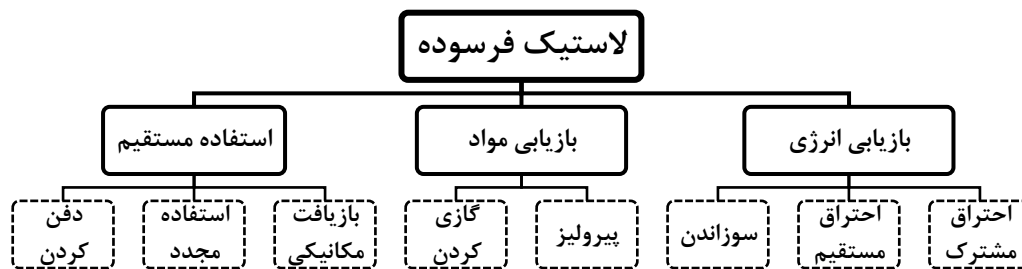 لاستیک فرسوده
بازیابی انرژی
بازیابی مواد
استفاده مستقیم
احتراق
مشترک
احتراق
مستقیم
سوزاندن
پیرولیز
گازی
کردن
بازیافت
مکانیکی
استفاده
مجدد
دفن
کردن